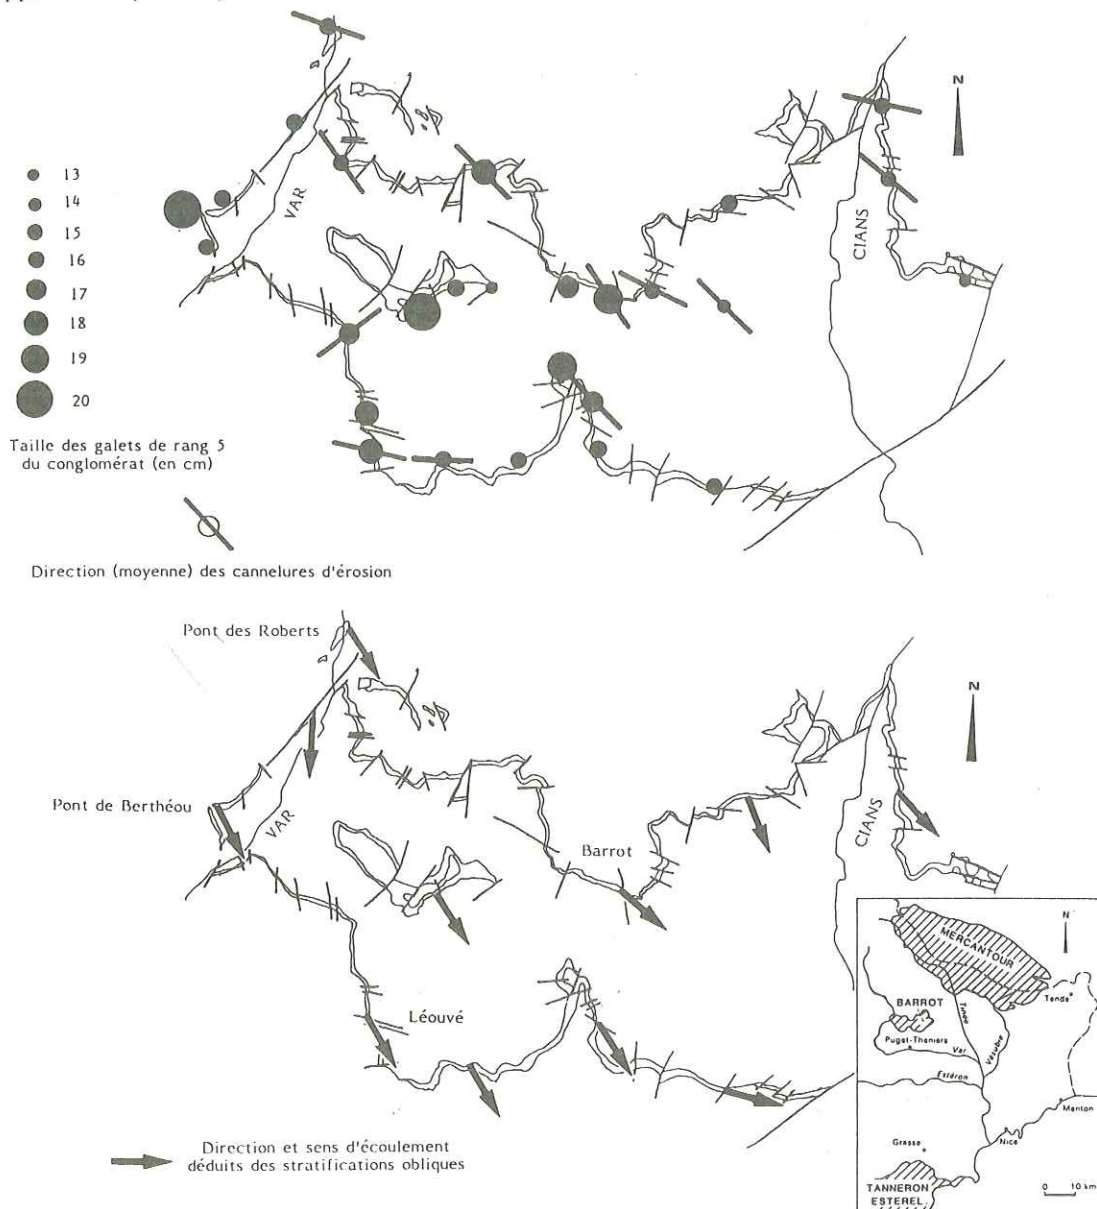 N
13
14
15
16
17
18
19
20
VAR
CIANS
Taille des galets de rang 5
du conglomérat (en cm)
Direction (moyenne) des cannelures d'érosion
Pont des Roberts
N
Pont de Berthéou
VAR
Barrot
CIANS
Léouvé
Direction et sens d'écoulement
déduits des stratifications obliques
N
MERCANTOUR
Tende
BARROT
Tinée
Puget-Théniers
Var
Vésubie
Estéron
Menton
Nice
Grasse
TANNERON
ESTEREL
0 10 km